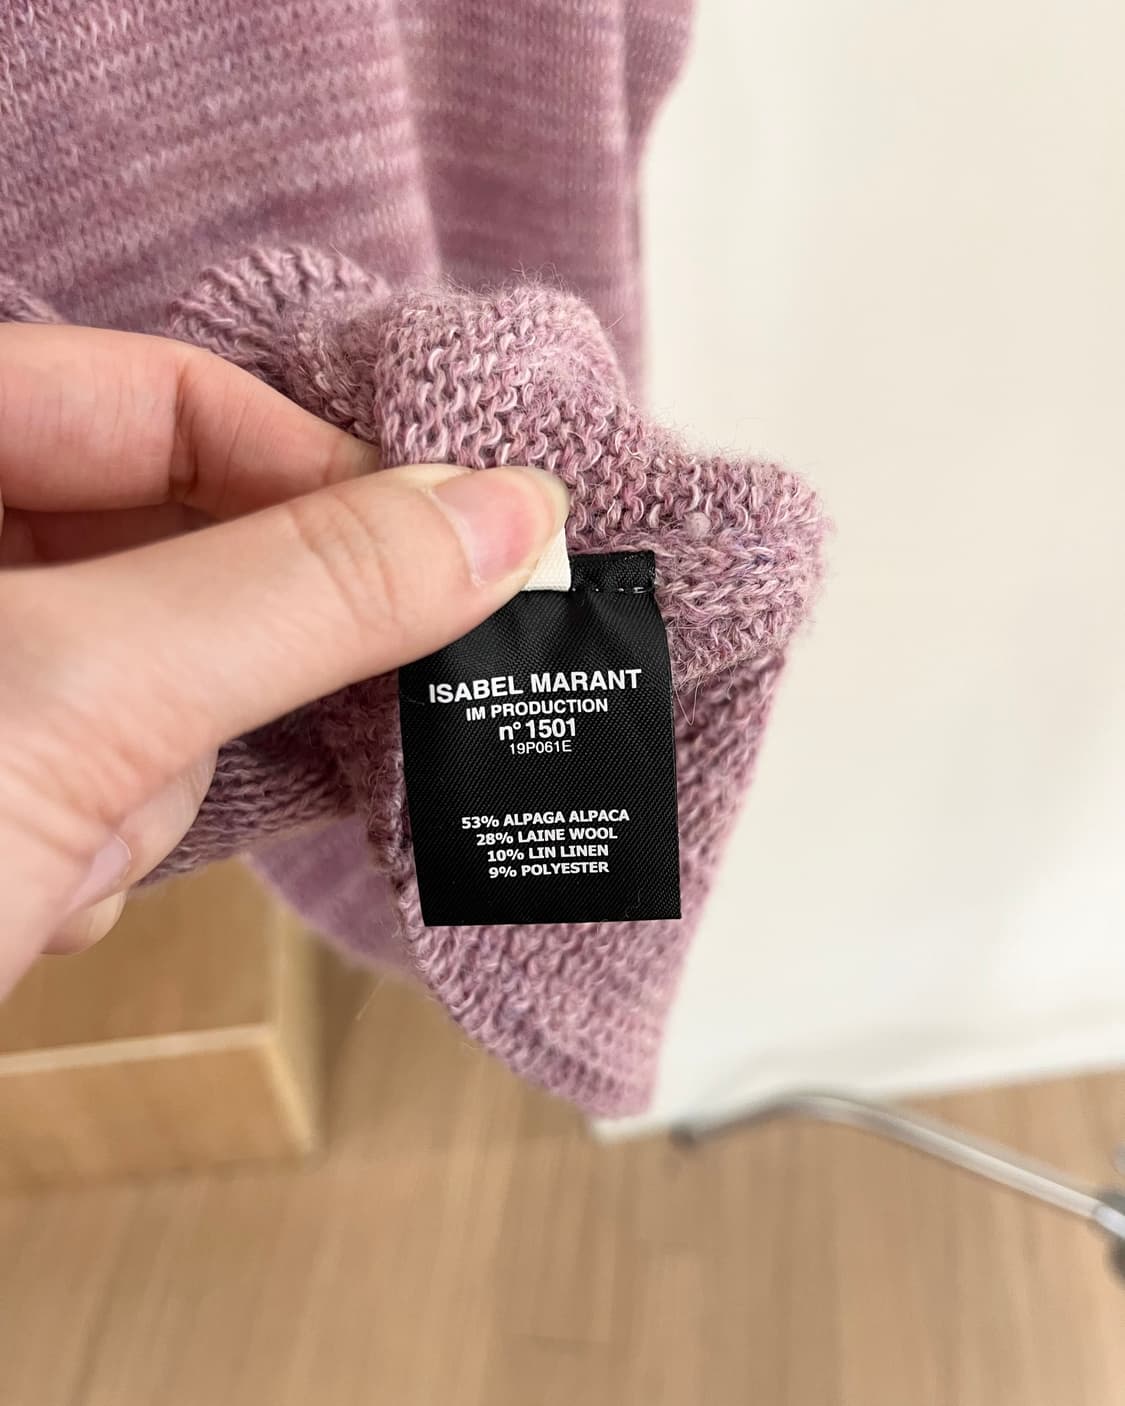 ISABEL MARANT
IM PRODUCTION
n° 1501
19P061E
53% ALPAGA ALPACA
28% LAINE WOOL
10% LIN LINEN
9% POLYESTER